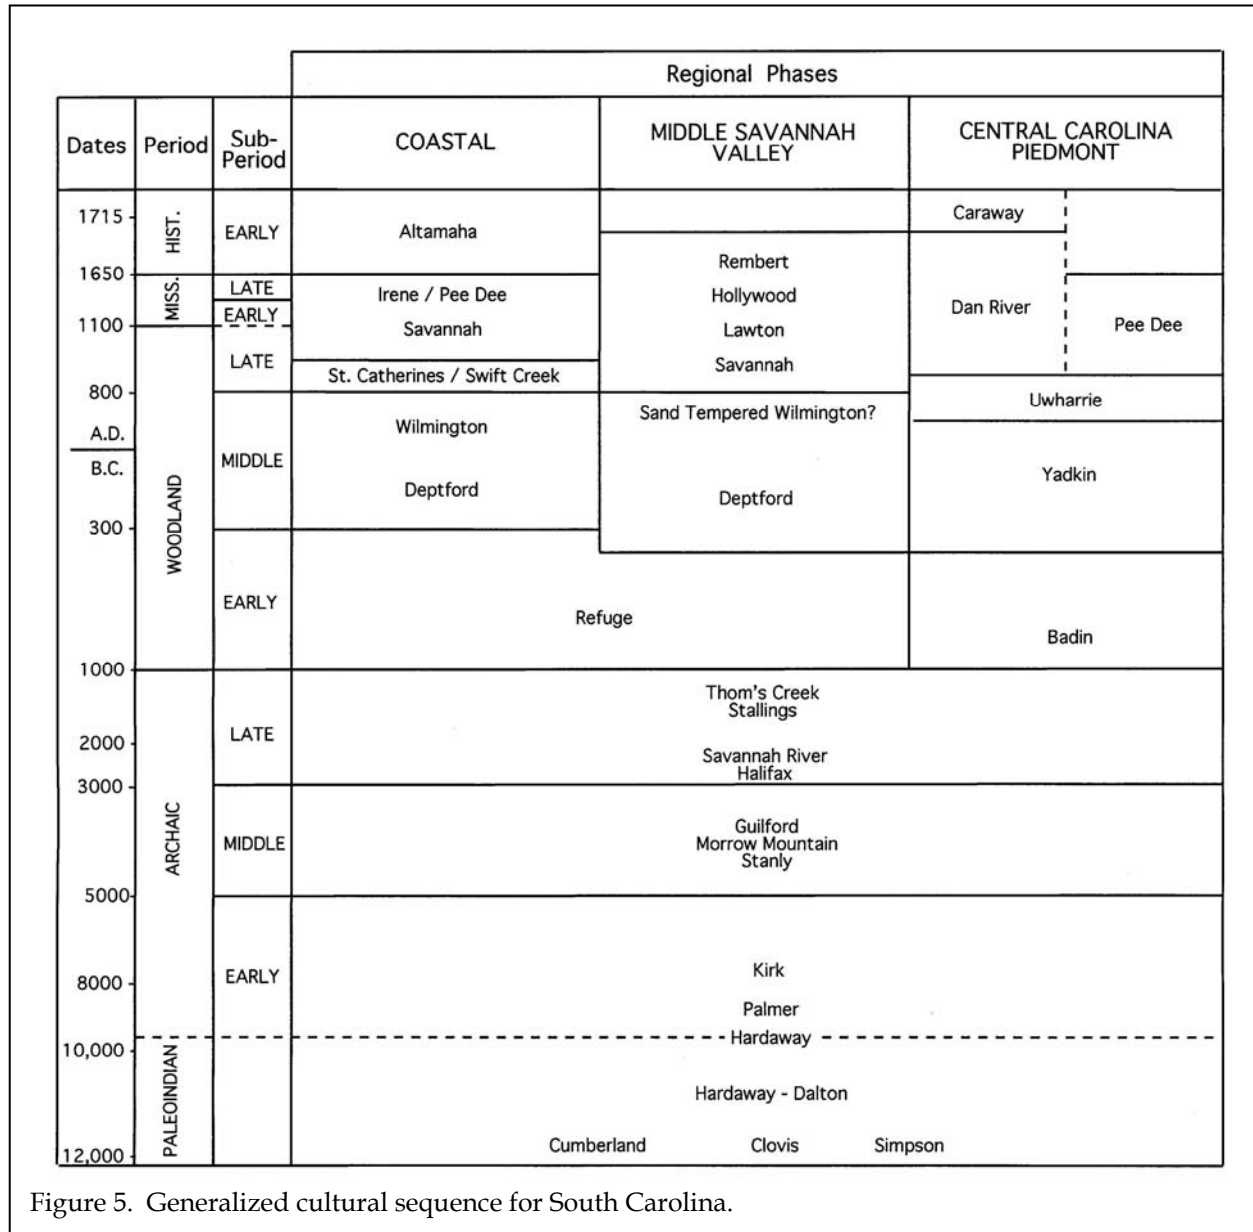 Regional Phases
Dates Period Sub-Period COASTAL MIDDLE SAVANNAH VALLEY CENTRAL CAROLINA PIEDMONT
1715 HIST. EARLY Altamaha Caraway
1650 Rembert
MISS. LATE Irene / Pee Dee Hollywood Dan River
EARLY
1100 Savannah Lawton Pee Dee
LATE Savannah
St. Catherines / Swift Creek
800 Uwharrie
Wilmington Sand Tempered Wilmington?
A.D.
B.C.
WOODLAND MIDDLE Deptford Deptford Yadkin
300
EARLY Refuge Badin
1000
Thom's Creek
Stallings
LATE
2000
Savannah River
Halifax
3000
ARCHAIC MIDDLE Guilford
Morrow Mountain
Stanly
5000
EARLY Kirk
8000
Palmer
Hardaway
10,000
PALEOINDIAN Hardaway - Dalton
Cumberland Clovis Simpson
12,000
Figure 5. Generalized cultural sequence for South Carolina.